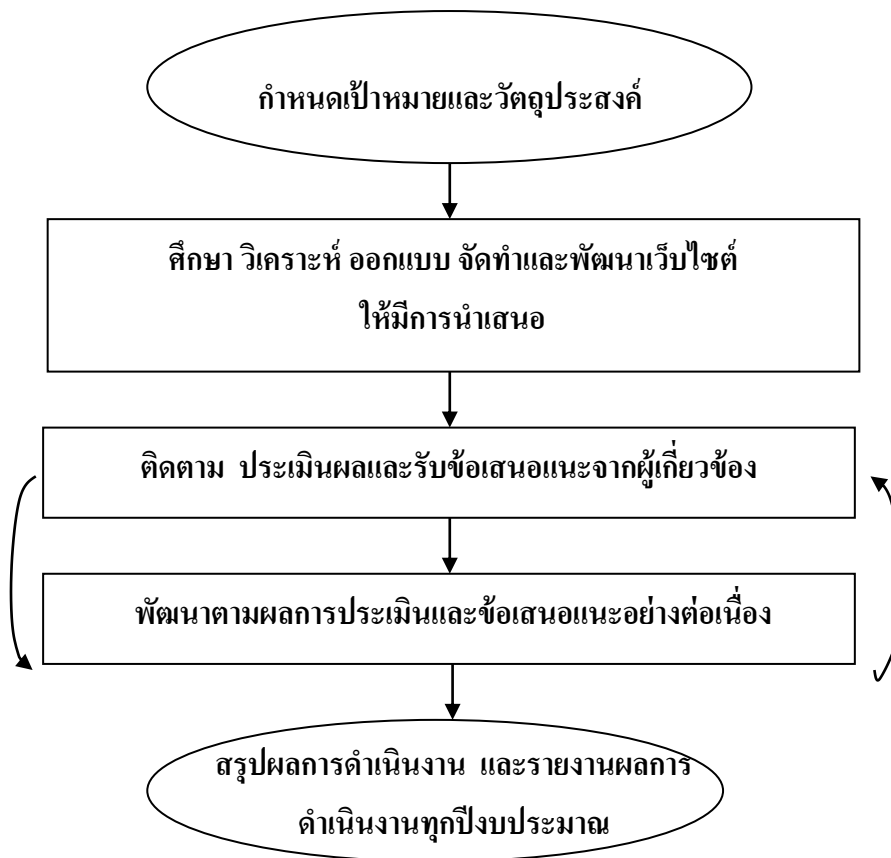 กำหนดเป้าหมายและวัตถุประสงค์
ศึกษา วิเคราะห์ ออกแบบ จัดทำและพัฒนาเว็บไซต์
ให้มีการนำเสนอ
ติดตาม ประเมินผลและรับข้อเสนอแนะจากผู้เกี่ยวข้อง
พัฒนาตามผลการประเมินและข้อเสนอแนะอย่างต่อเนื่อง
สรุปผลการดำเนินงาน และรายงานผลการ
ดำเนินงานทุกปีงบประมาณ